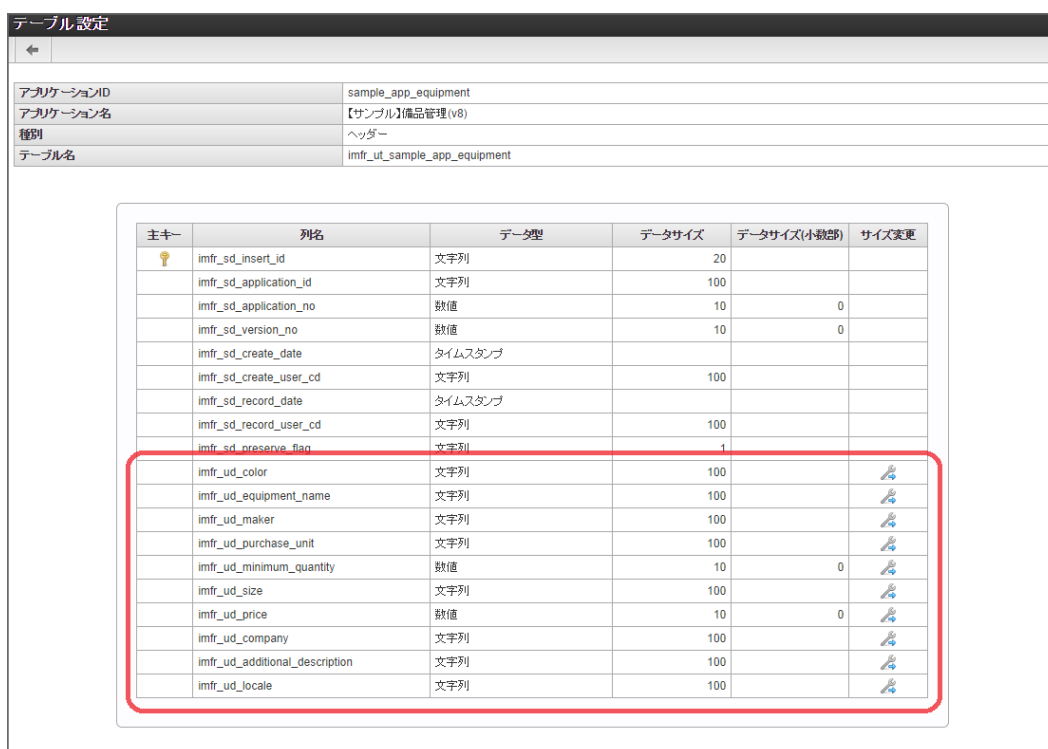 テーブル設定
アプリケーションID sample_app_equipment
アプリケーション名 【サンプル】備品管理(v8)
種別 ヘッダー
テーブル名 imfr_ut_sample_app_equipment
主キー 列名 データ型 データサイズ データサイズ(小数部) サイズ変更
imfr_sd_insert_id 文字列 20
imfr_sd_application_id 文字列 100
imfr_sd_application_no 数値 10 0
imfr_sd_version_no 数値 10 0
imfr_sd_create_date タイムスタンプ
imfr_sd_create_user_cd 文字列 100
imfr_sd_record_date タイムスタンプ
imfr_sd_record_user_cd 文字列 100
imfr_sd_preserve_flag 文字列 1
imfr_ud_color 文字列 100
imfr_ud_equipment_name 文字列 100
imfr_ud_maker 文字列 100
imfr_ud_purchase_unit 文字列 100
imfr_ud_minimum_quantity 数値 10 0
imfr_ud_size 文字列 100
imfr_ud_price 数値 10 0
imfr_ud_company 文字列 100
imfr_ud_additional_description 文字列 100
imfr_ud_locale 文字列 100